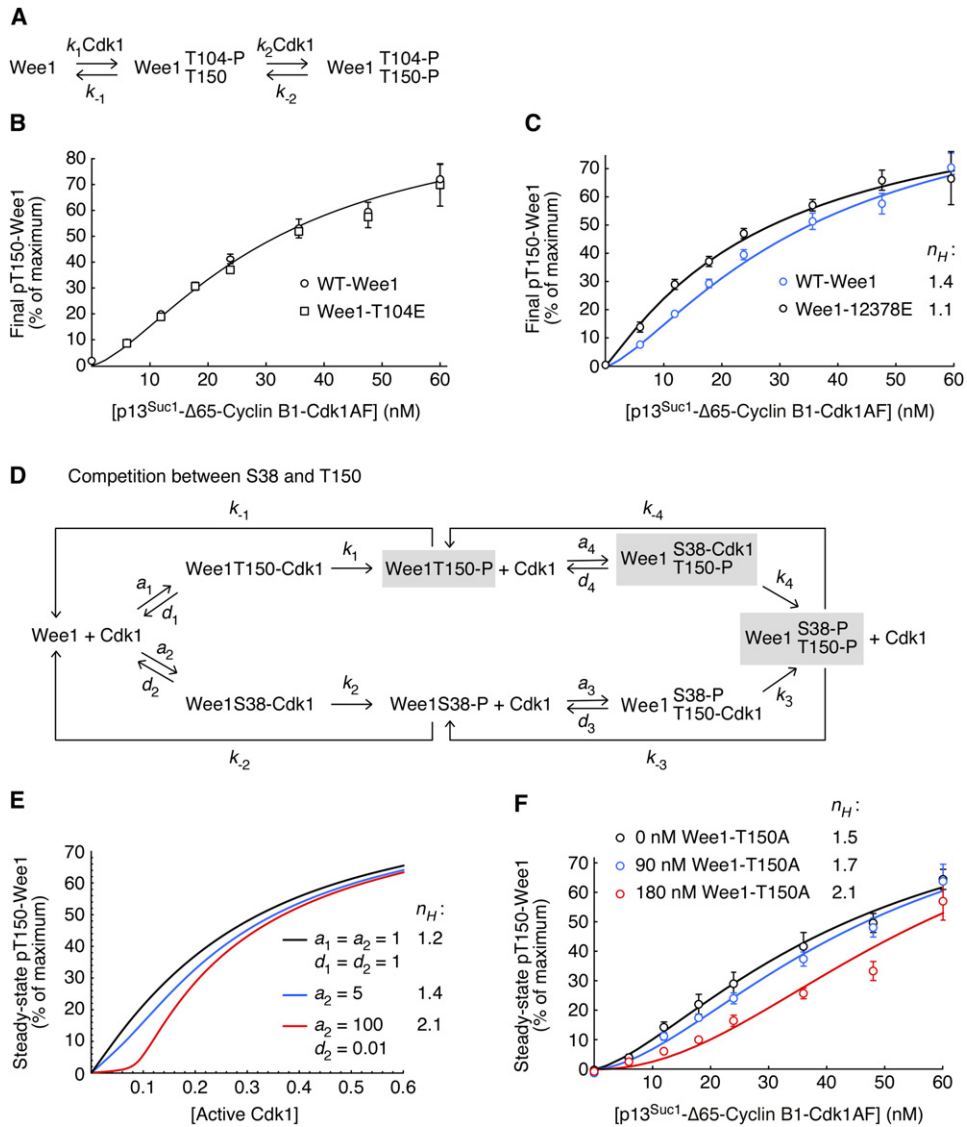 A
Wee1 k₁Cdk1 k₋₁ Wee1 T104-P T150 k₂Cdk1 k₋₂ Wee1 T104-P T150-P
B
Final pT150-Wee1
(% of maximum)
80
70
60
50
40
30
20
10
0
WT-Wee1
Wee1-T104E
10 20 30 40 50 60
[p13Suc1-Δ65-Cyclin B1-Cdk1AF] (nM)
C
Final pT150-Wee1
(% of maximum)
70
60
50
40
30
20
10
0
nH:
WT-Wee1 1.4
Wee1-12378E 1.1
0 10 20 30 40 50 60
[p13Suc1-Δ65-Cyclin B1-Cdk1AF] (nM)
D Competition between S38 and T150
k₋₁ k₋₄
Wee1T150-Cdk1 k₁ Wee1T150-P + Cdk1 a₄ d₄ Wee1 S38-Cdk1 T150-P
a₁ d₁ k₄
Wee1 + Cdk1 Wee1 S38-P T150-P + Cdk1
a₂ d₂ k₃
Wee1S38-Cdk1 k₂ Wee1S38-P + Cdk1 a₃ d₃ Wee1 S38-P T150-Cdk1
k₋₂ k₋₃
E
Steady-state pT150-Wee1
(% of maximum)
70
60
50
40
30
20
10
0
nH:
a₁ = a₂ = 1 1.2
d₁ = d₂ = 1
a₂ = 5 1.4
a₂ = 100 2.1
d₂ = 0.01
0.1 0.2 0.3 0.4 0.5 0.6
[Active Cdk1]
F
nH:
0 nM Wee1-T150A 1.5
90 nM Wee1-T150A 1.7
180 nM Wee1-T150A 2.1
Steady-state pT150-Wee1
(% of maximum)
70
60
50
40
30
20
10
0
0 10 20 30 40 50 60
[p13Suc1-Δ65-Cyclin B1-Cdk1AF] (nM)